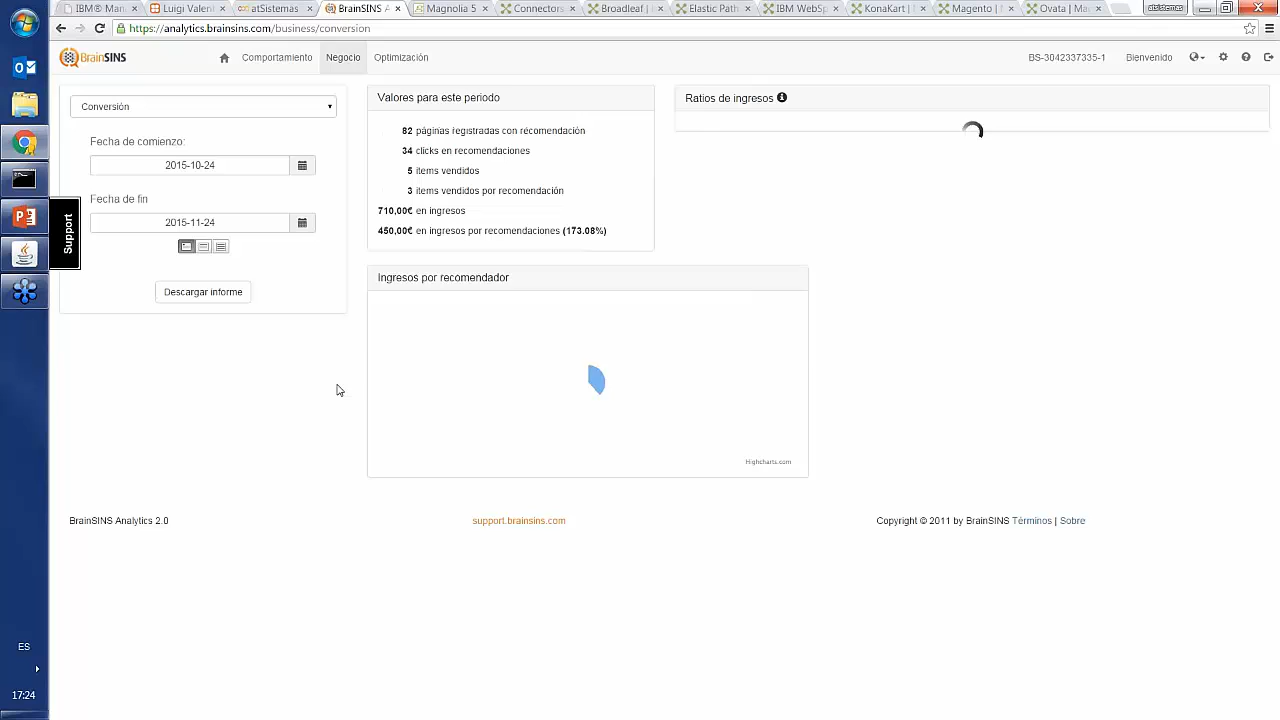 IBM® Man
Luigi Valeri
atSistemas
BrainSINS A
Magnolia 5
Connectors
Broadleaf |
Elastic Path
IBM WebSp
KonaKart |
Magento |
Ovata | Ma
atsistemas
https://analytics.brainsins.com/business/conversion
BrainSINS
Comportamiento
Negocio
Optimización
BS-3042337335-1
Bienvenido
Conversión
Fecha de comienzo:
2015-10-24
Fecha de fin
2015-11-24
Descargar informe
Support
Valores para este periodo
82 páginas registradas con recomendación
34 clicks en recomendaciones
5 items vendidos
3 items vendidos por recomendación
710,00€ en ingresos
450,00€ en ingresos por recomendaciones (173.08%)
Ratios de ingresos
Ingresos por recomendador
Highcharts.com
BrainSINS Analytics 2.0
support.brainsins.com
Copyright © 2011 by BrainSINS Términos | Sobre
ES
17:24